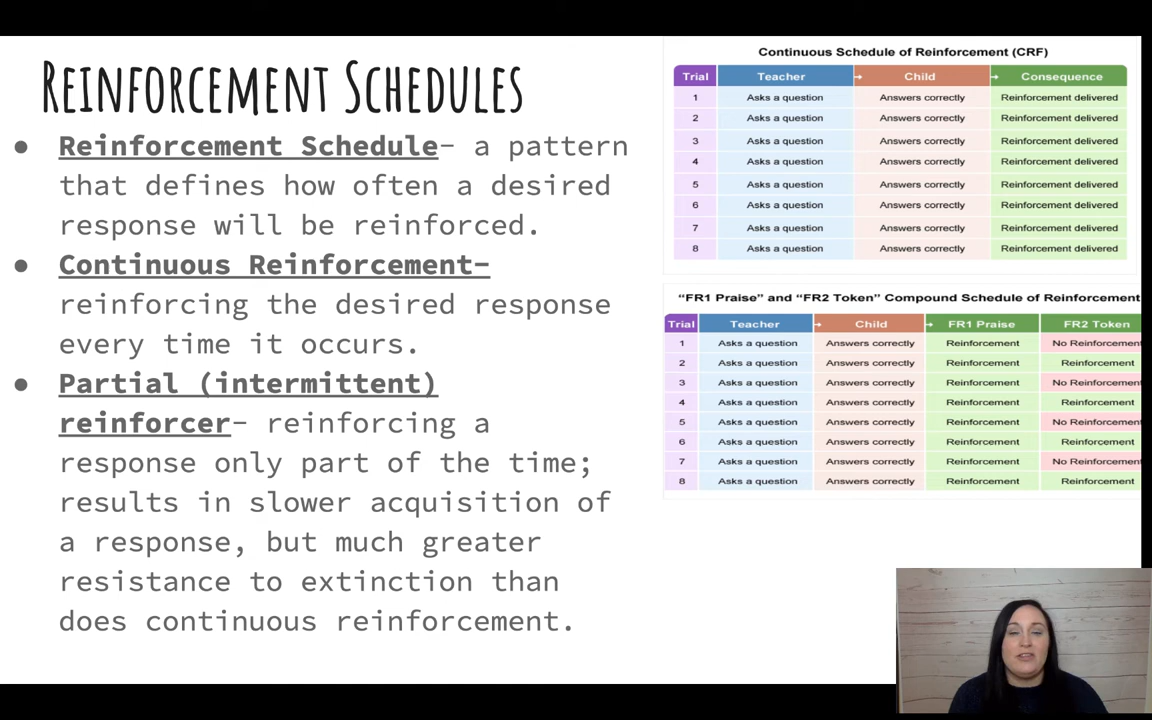 REINFORCEMENT SCHEDULES
● Reinforcement Schedule- a pattern
that defines how often a desired
response will be reinforced.
● Continuous Reinforcement-
reinforcing the desired response
every time it occurs.
● Partial (intermittent)
reinforcer- reinforcing a
response only part of the time;
results in slower acquisition of
a response, but much greater
resistance to extinction than
does continuous reinforcement.
Continuous Schedule of Reinforcement (CRF)
Trial Teacher → Child → Consequence
1 Asks a question Answers correctly Reinforcement delivered
2 Asks a question Answers correctly Reinforcement delivered
3 Asks a question Answers correctly Reinforcement delivered
4 Asks a question Answers correctly Reinforcement delivered
5 Asks a question Answers correctly Reinforcement delivered
6 Asks a question Answers correctly Reinforcement delivered
7 Asks a question Answers correctly Reinforcement delivered
8 Asks a question Answers correctly Reinforcement delivered
“FR1 Praise” and “FR2 Token” Compound Schedule of Reinforcement
Trial Teacher → Child → FR1 Praise FR2 Token
1 Asks a question Answers correctly Reinforcement No Reinforcement
2 Asks a question Answers correctly Reinforcement Reinforcement
3 Asks a question Answers correctly Reinforcement No Reinforcement
4 Asks a question Answers correctly Reinforcement Reinforcement
5 Asks a question Answers correctly Reinforcement No Reinforcement
6 Asks a question Answers correctly Reinforcement Reinforcement
7 Asks a question Answers correctly Reinforcement No Reinforcement
8 Asks a question Answers correctly Reinforcement Reinforcement